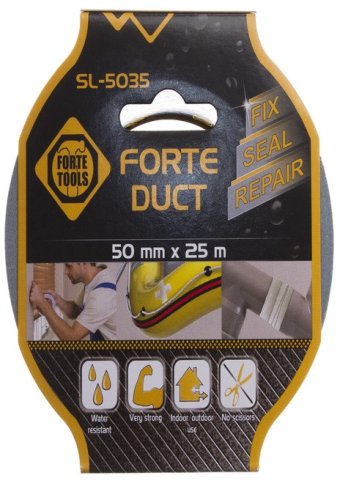 SL-5035
FIX
SEAL
REPAIR
FORTE
TOOLS
FORTE
DUCT
50 mm x 25 m
Water
resistant
Very strong
Indoor outdoor
use
No scissors